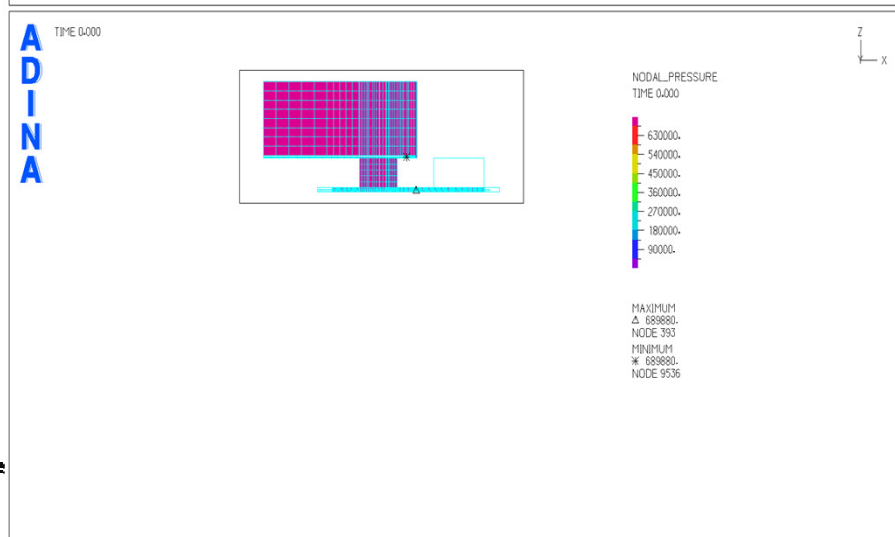 ADINA
TIME 0.000
Z
X
Y
NODAL_PRESSURE
TIME 0.000
630000.
540000.
450000.
360000.
270000.
180000.
90000.
MAXIMUM
Δ 689880.
NODE 393
MINIMUM
* 689880.
NODE 9536